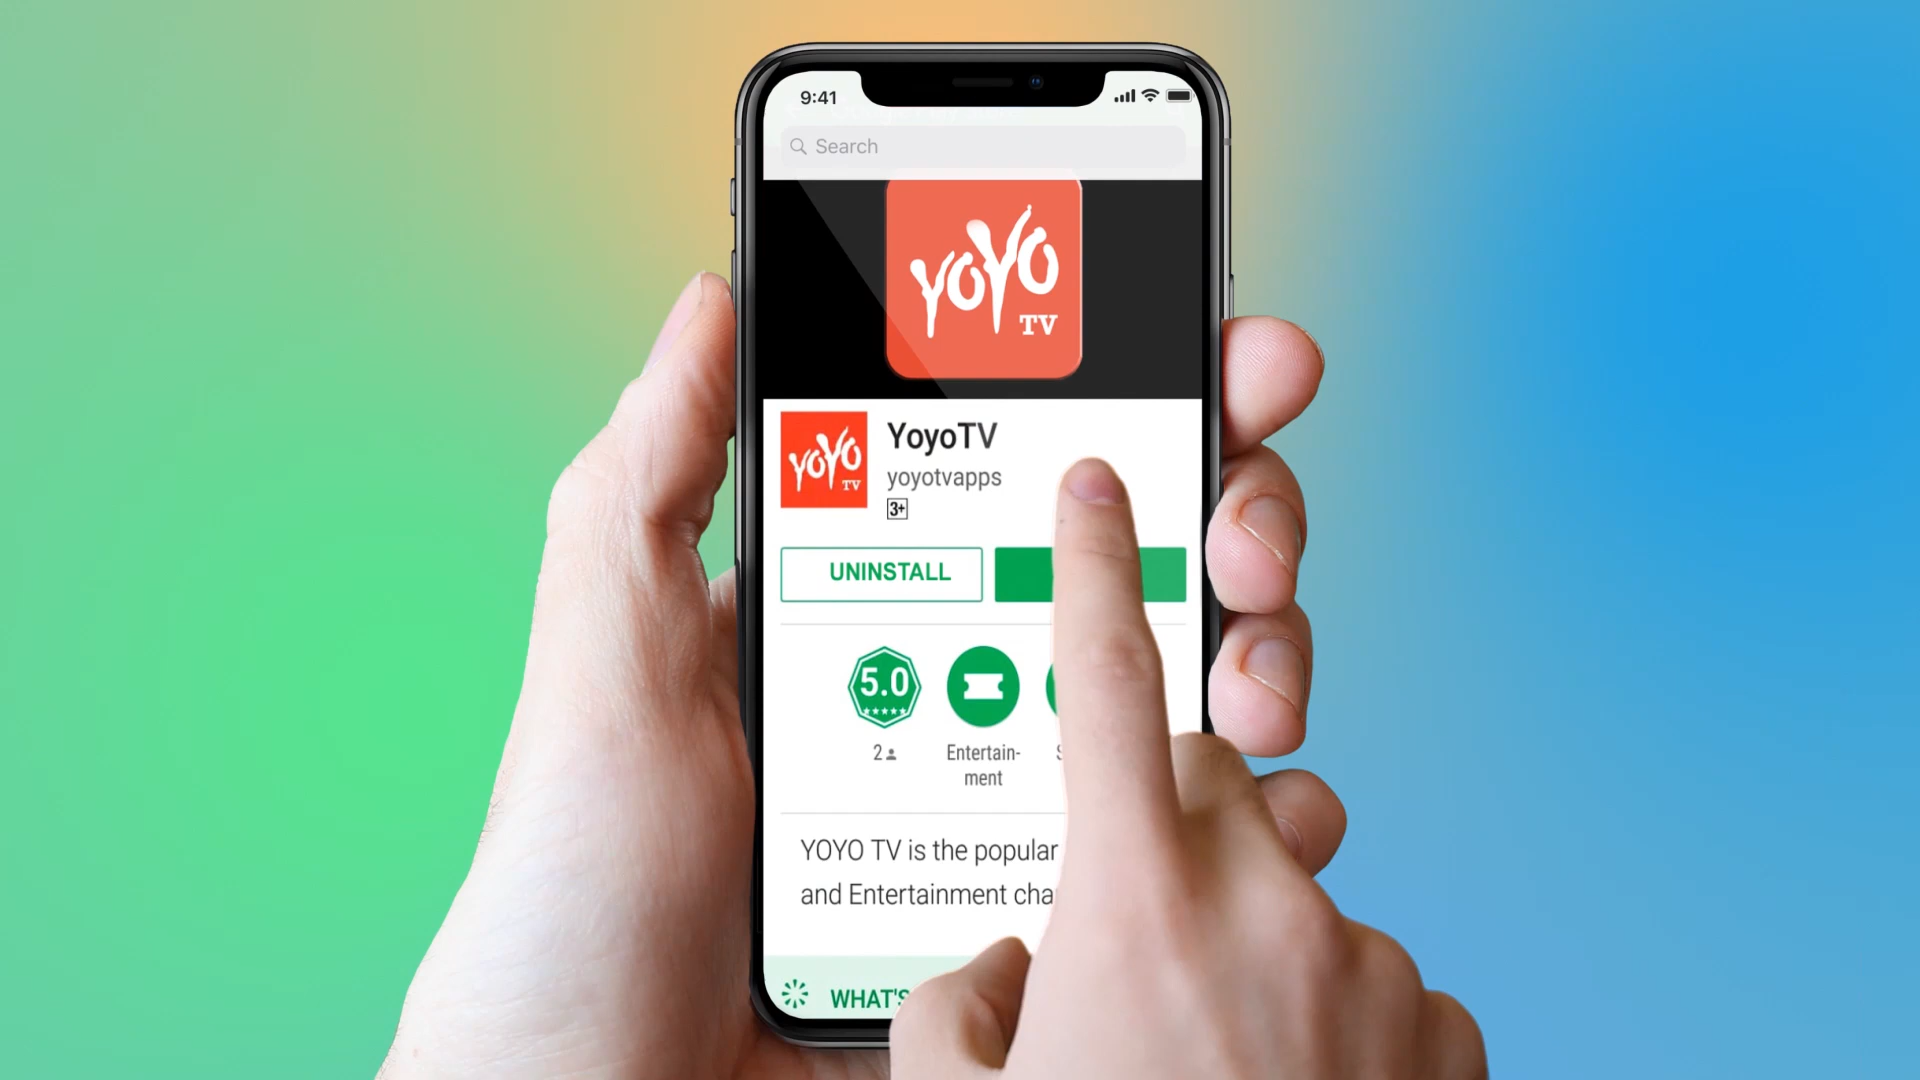 9:41
Search
YOYO
TV
YOYO
TV
YoyoTV
yoyotvapps
3+
UNINSTALL
5.0
2
Entertain-
ment
YOYO TV is the popular
and Entertainment cha
WHAT'S